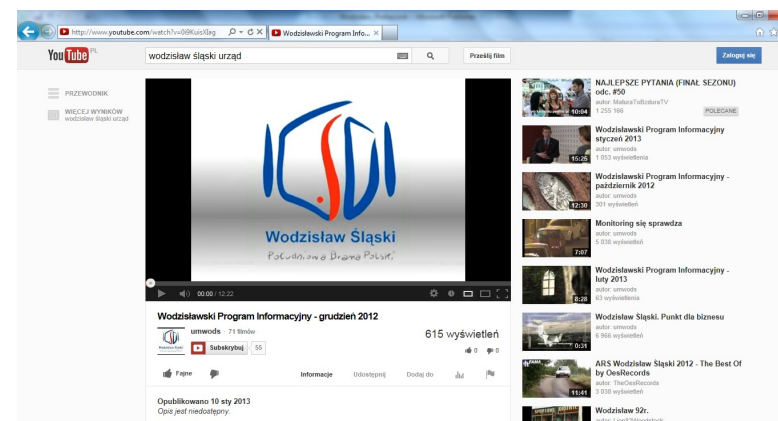 http://www.youtube.com/watch?v=0i9KuisXIag
Wodzisławski Program Info...
YouTube PL
wodzisław śląski urząd
Prześlij film
Zaloguj się
PRZEWODNIK
WIĘCEJ WYNIKÓW
wodzisław śląski urząd
Wodzisław Śląski
Południowa Brama Polski
00:00 / 12:22
Wodzisławski Program Informacyjny - grudzień 2012
umwods · 71 filmów
Wodzisław Śląski
Subskrybuj 55
615 wyświetleń
0 0
Fajne
Informacje
Udostępnij
Dodaj do
Opublikowano 10 sty 2013
Opis jest niedostępny.
NAJLEPSZE PYTANIA (FINAŁ SEZONU)
odc. #50
autor: MaturaToBzduraTV
1 255 166
POLECANE
10:04
Wodzisławski Program Informacyjny
styczeń 2013
autor: umwods
1 053 wyświetlenia
15:25
Wodzisławski Program Informacyjny -
październik 2012
autor: umwods
301 wyświetleń
12:30
Monitoring się sprawdza
autor: umwods
5 038 wyświetleń
7:07
Wodzisławski Program Informacyjny -
luty 2013
autor: umwods
63 wyświetlenia
8:28
Wodzisław Śląski. Punkt dla biznesu
autor: umwods
6 966 wyświetleń
0:31
ARS Wodzisław Śląski 2012 - The Best Of
by OesRecords
autor: TheOesRecords
3 030 wyświetleń
11:41
Wodzisław 92r.